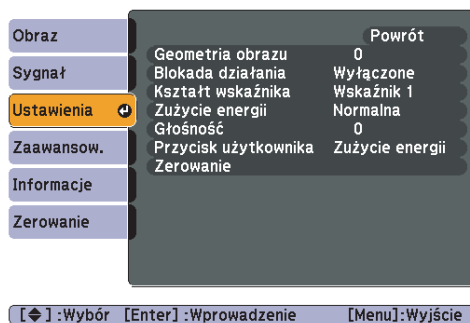 Obraz
Sygnał
Ustawienia
Zaawansow.
Informacje
Zerowanie
Powrót
Geometria obrazu 0
Blokada działania Wyłączone
Kształt wskaźnika Wskaźnik 1
Zużycie energii Normalna
Głośność 0
Przycisk użytkownika Zużycie energii
Zerowanie
[◆] :Wybór [Enter] :Wprowadzenie [Menu]:Wyjście